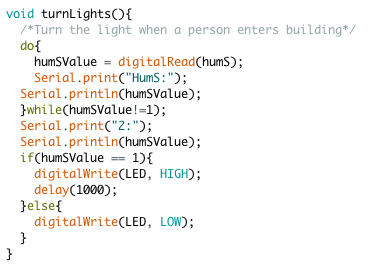 void turnLights(){
  /*Turn the light when a person enters building*/
  do{
    humSValue = digitalRead(humS);
    Serial.print("HumS:");
  Serial.println(humSValue);
  }while(humSValue!=1);
  Serial.print("2:");
  Serial.println(humSValue);
  if(humSValue == 1){
    digitalWrite(LED, HIGH);
    delay(1000);
  }else{
    digitalWrite(LED, LOW);
  }
}